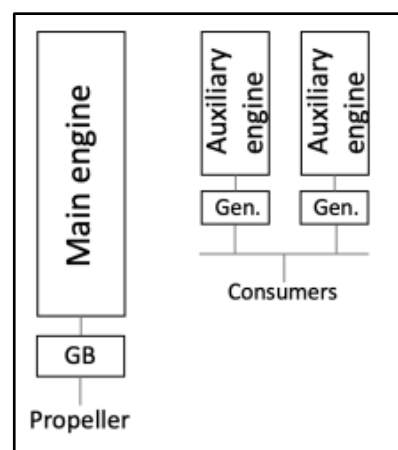 Main engine
GB
Propeller
Auxiliary
engine
Gen.
Auxiliary
engine
Gen.
Consumers